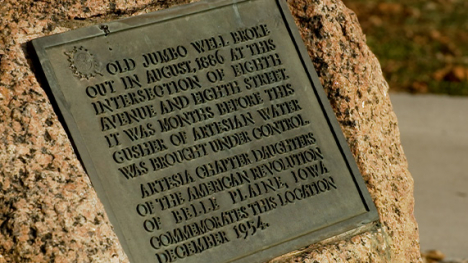 OLD JUMBO WELL BROKE
OUT IN AUGUST, 1886 AT THIS
INTERSECTION OF EIGHTH
AVENUE AND EIGHTH STREET
IT WAS MONTHS BEFORE THIS
GUSHER OF ARTESIAN WATER
WAS BROUGHT UNDER CONTROL.
ARTESIA CHAPTER DAUGHTERS
OF THE AMERICAN REVOLUTION
OF BELLE PLAINE, IOWA
COMMEMORATES THIS LOCATION
DECEMBER 1954.